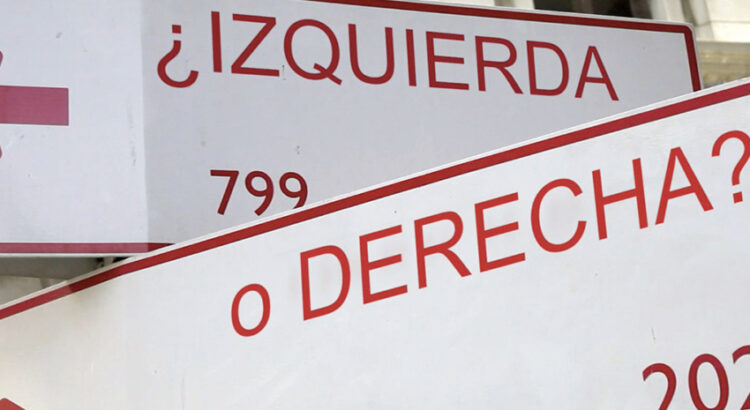 ¿IZQUIERDA
799
o DERECHA?
202